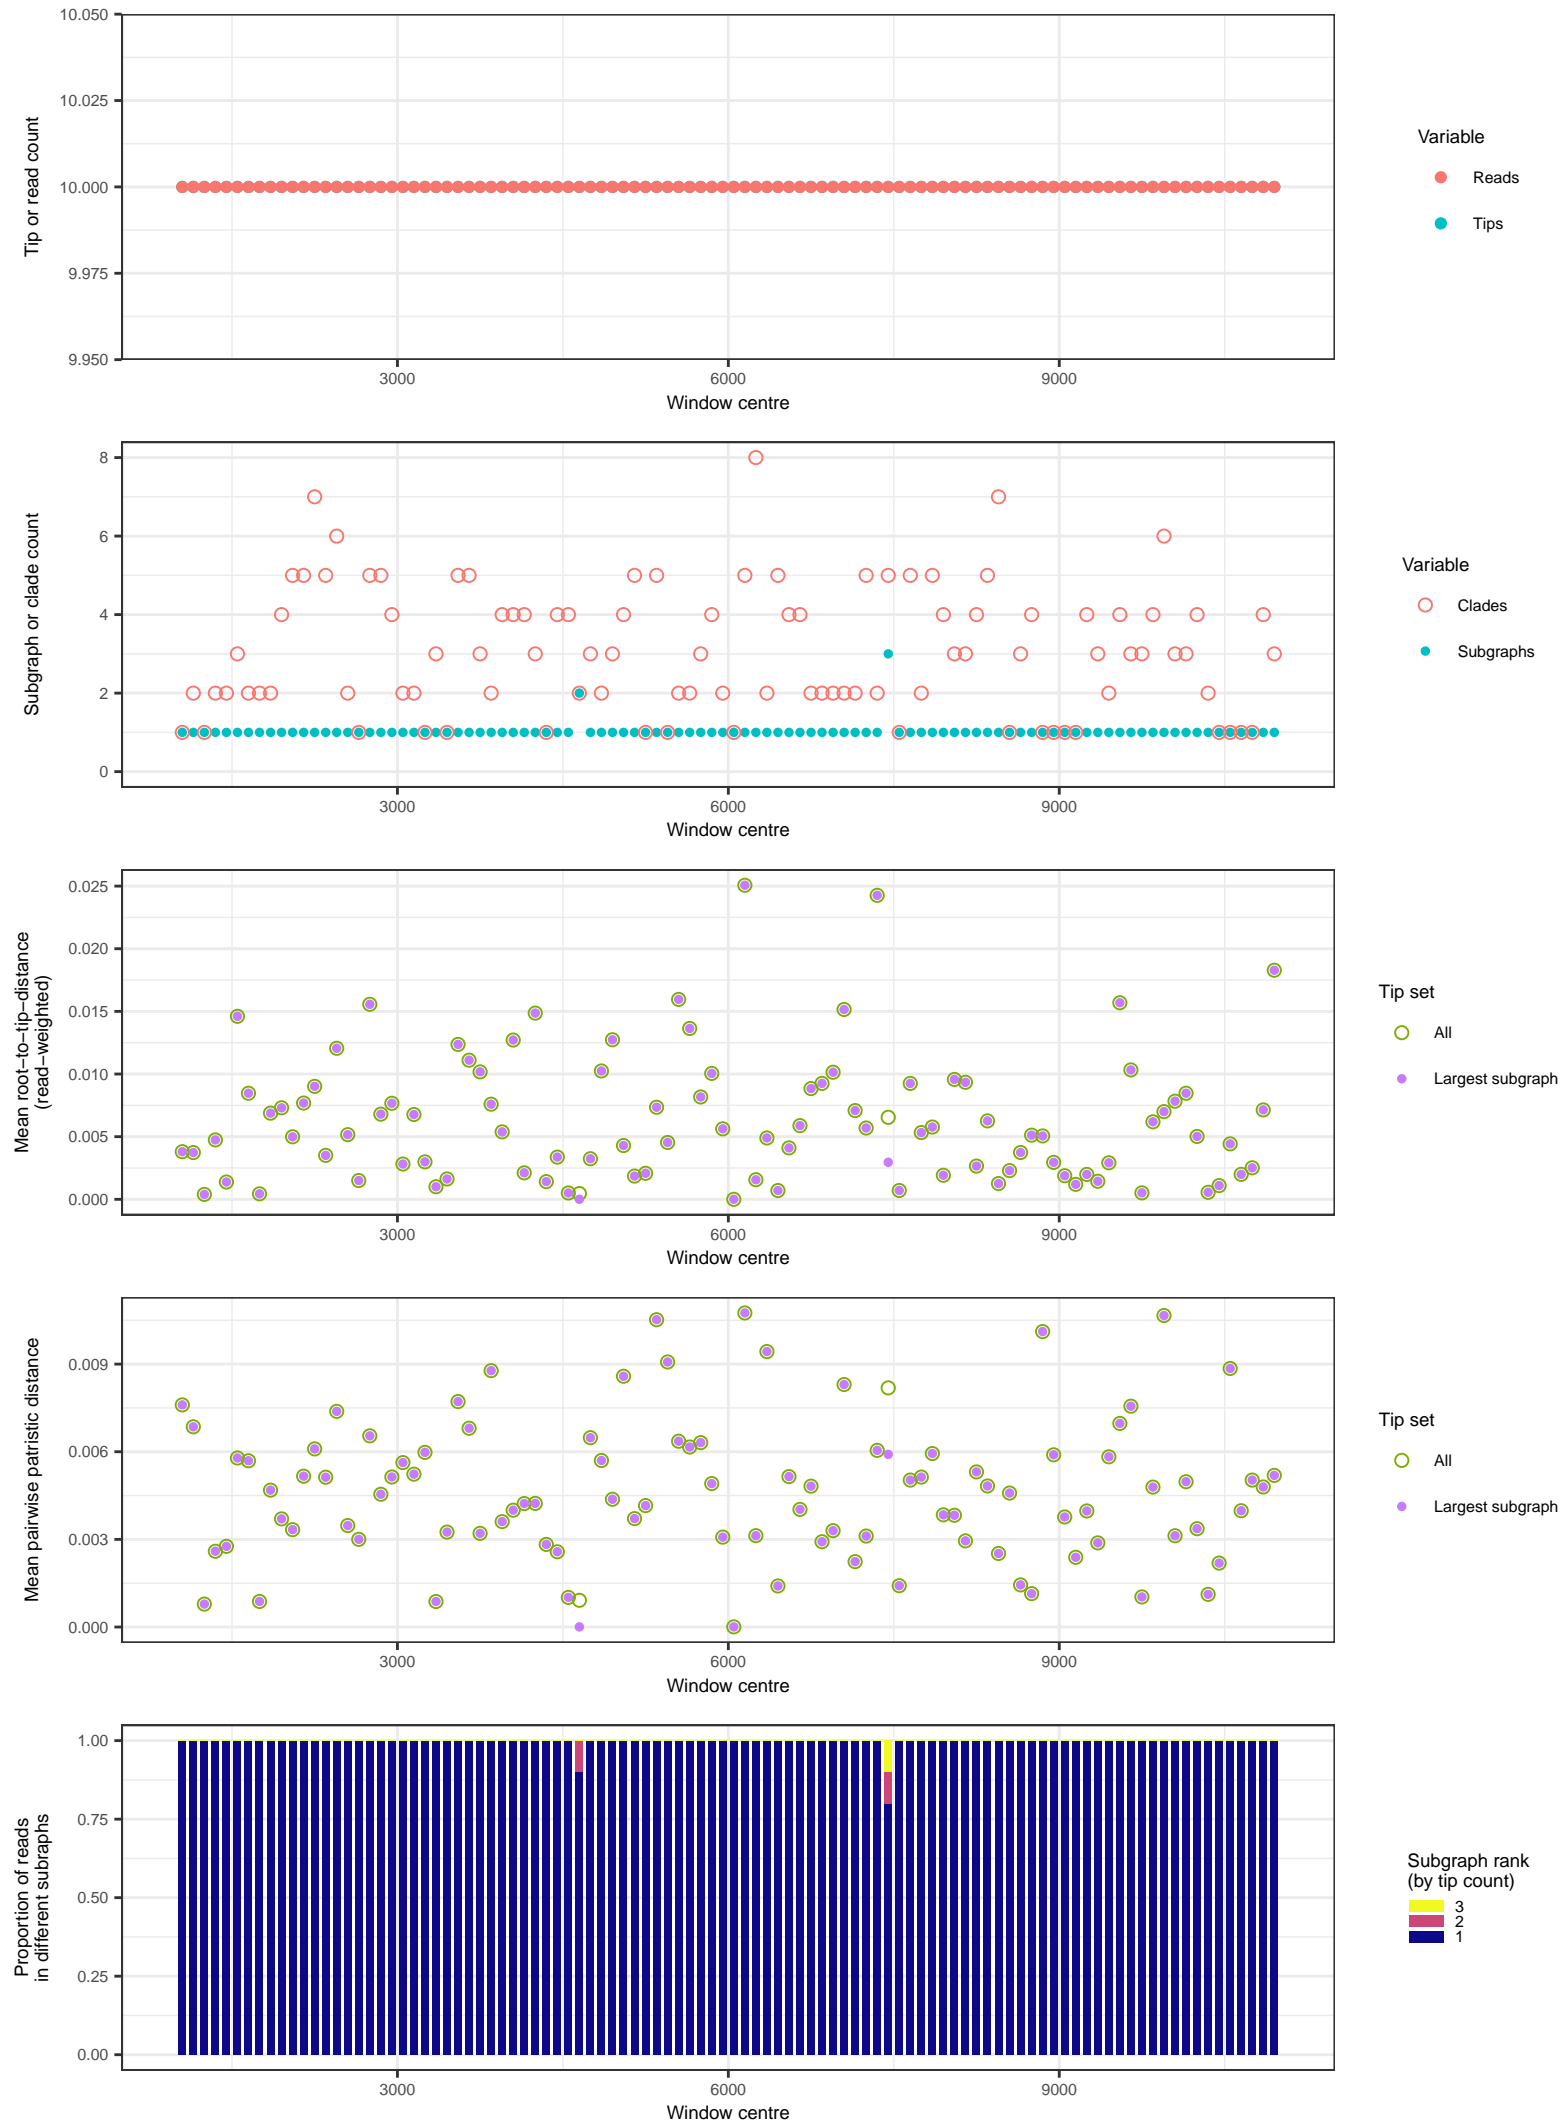 10.050
10.025
10.000
9.975
9.950
Tip or read count
3000
6000
9000
Window centre
Variable
Reads
Tips
8
6
4
2
0
Subgraph or clade count
3000
6000
9000
Window centre
Variable
Clades
Subgraphs
0.025
0.020
0.015
0.010
0.005
0.000
Mean root−to−tip−distance
(read−weighted)
3000
6000
9000
Window centre
Tip set
All
Largest subgraph
0.009
0.006
0.003
0.000
Mean pairwise patristic distance
3000
6000
9000
Window centre
Tip set
All
Largest subgraph
1.00
0.75
0.50
0.25
0.00
Proportion of reads
in different subraphs
3000
6000
9000
Window centre
Subgraph rank
(by tip count)
3
2
1